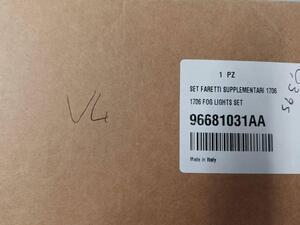 1 PZ
SET FARETTI SUPPLEMENTARI 1706
1706 FOG LIGHTS SET
96681031AA
Made in Italy
V4